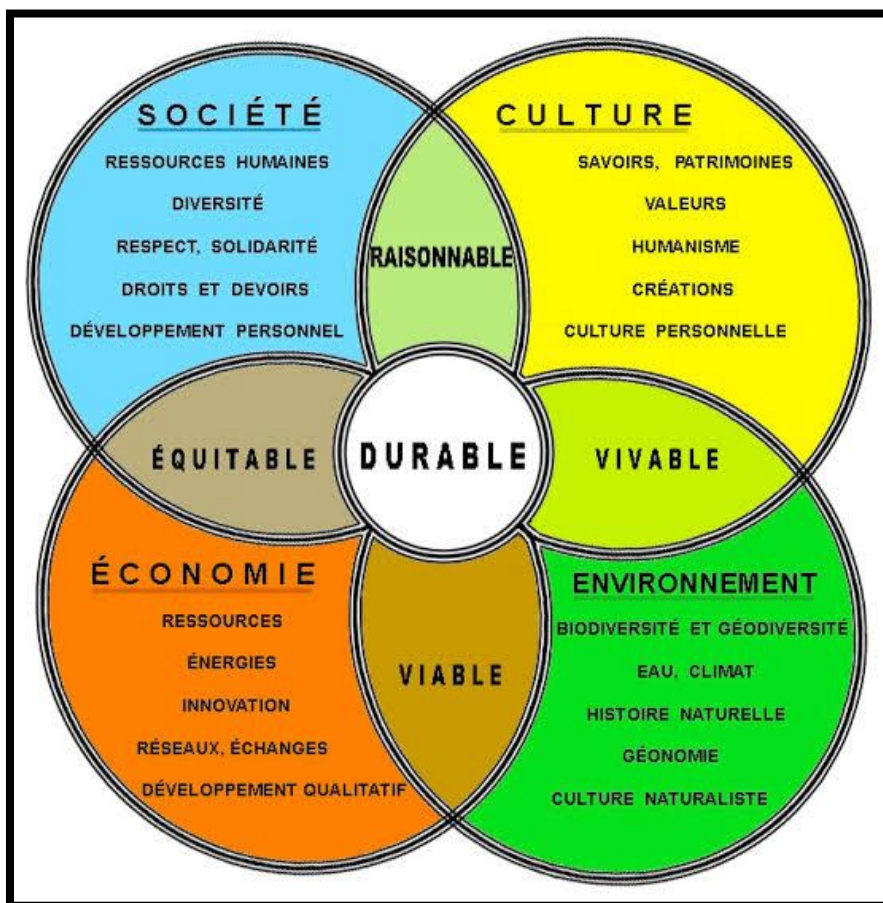 SOCIÉTÉ
RESSOURCES HUMAINES
DIVERSITÉ
RESPECT, SOLIDARITÉ
DROITS ET DEVOIRS
DÉVELOPPEMENT PERSONNEL
CULTURE
SAVOIRS, PATRIMOINES
VALEURS
HUMANISME
CRÉATIONS
CULTURE PERSONNELLE
RAISONNABLE
ÉQUITABLE
DURABLE
VIVABLE
ÉCONOMIE
RESSOURCES
ÉNERGIES
INNOVATION
RÉSEAUX, ÉCHANGES
DÉVELOPPEMENT QUALITATIF
VIABLE
ENVIRONNEMENT
BIODIVERSITÉ ET GÉODIVERSITÉ
EAU, CLIMAT
HISTOIRE NATURELLE
GÉONOMIE
CULTURE NATURALISTE